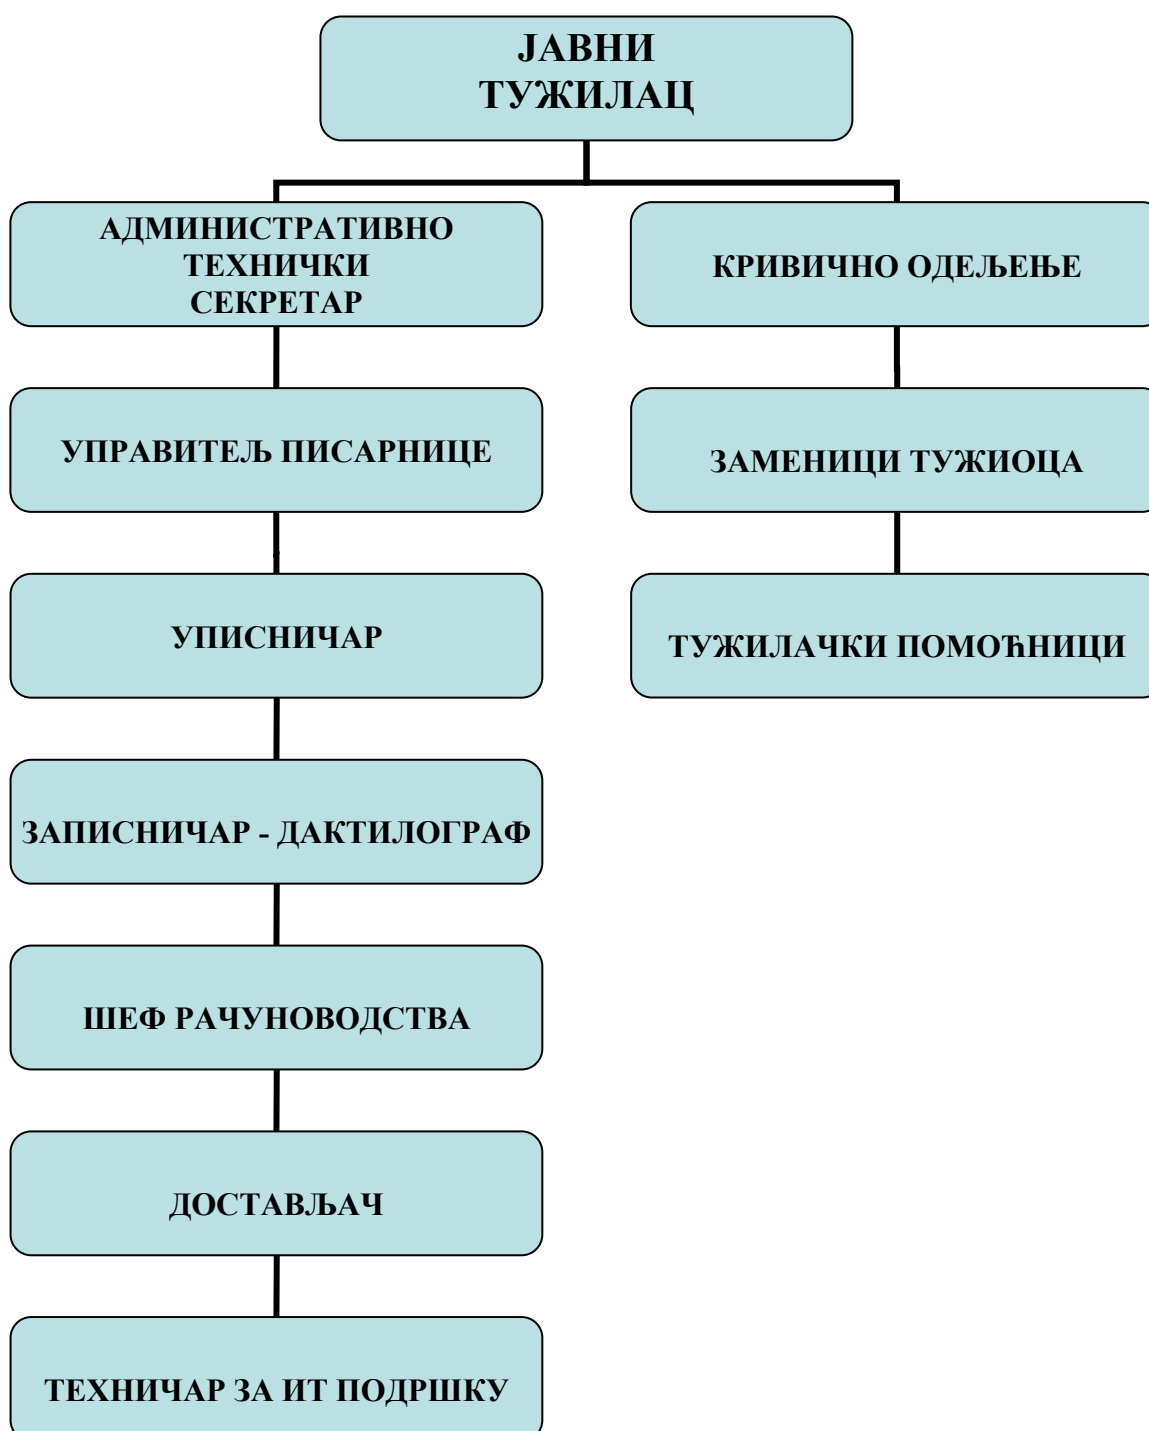 ЈАВНИ
ТУЖИЛАЦ
АДМИНИСТРАТИВНО
ТЕХНИЧКИ
СЕКРЕТАР
КРИВИЧНО ОДЕЉЕЊЕ
УПРАВИТЕЉ ПИСАРНИЦЕ
ЗАМЕНИЦИ ТУЖИОЦА
УПИСНИЧАР
ТУЖИЛАЧКИ ПОМОЋНИЦИ
ЗАПИСНИЧАР - ДАКТИЛОГРАФ
ШЕФ РАЧУНОВОДСТВА
ДОСТАВЉАЧ
ТЕХНИЧАР ЗА ИТ ПОДРШКУ